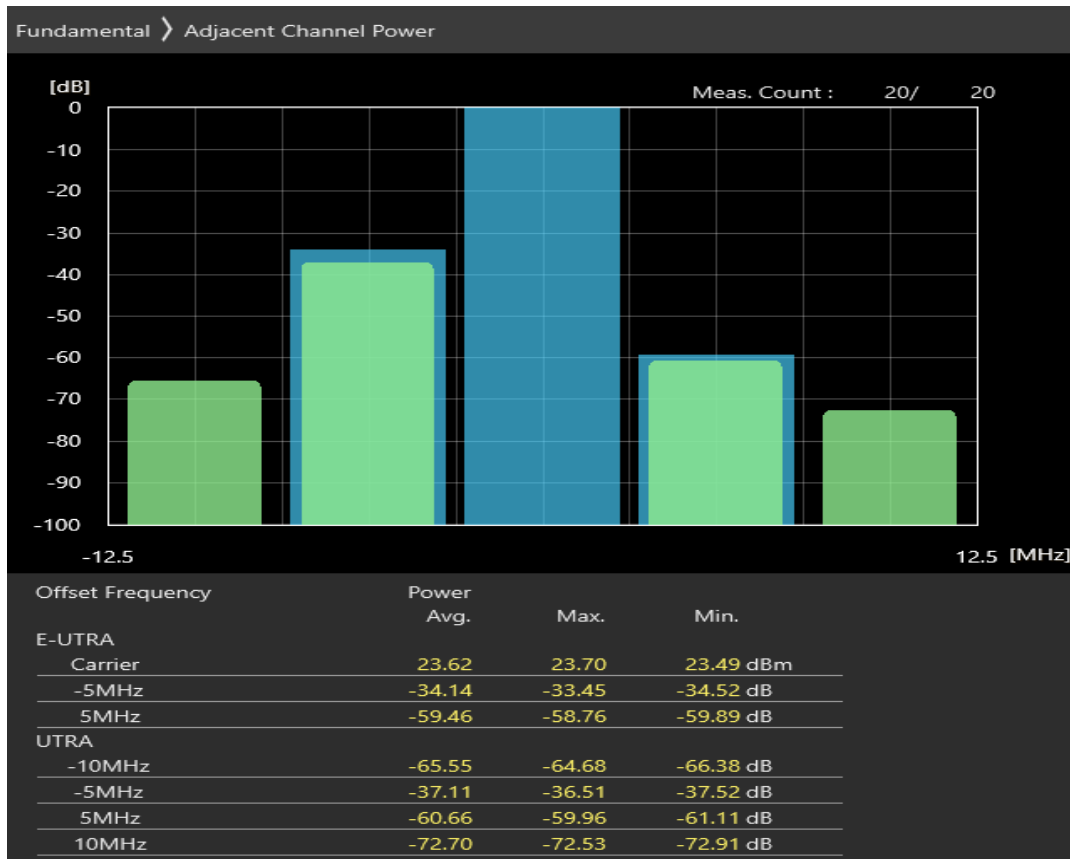 Fundamental ❯ Adjacent Channel Power
[dB]
Meas. Count : 20/ 20
0
-10
-20
-30
-40
-50
-60
-70
-80
-90
-100
-12.5 12.5 [MHz]
Offset Frequency Power
Avg. Max. Min.
E-UTRA
Carrier 23.62 23.70 23.49 dBm
-5MHz -34.14 -33.45 -34.52 dB
5MHz -59.46 -58.76 -59.89 dB
UTRA
-10MHz -65.55 -64.68 -66.38 dB
-5MHz -37.11 -36.51 -37.52 dB
5MHz -60.66 -59.96 -61.11 dB
10MHz -72.70 -72.53 -72.91 dB